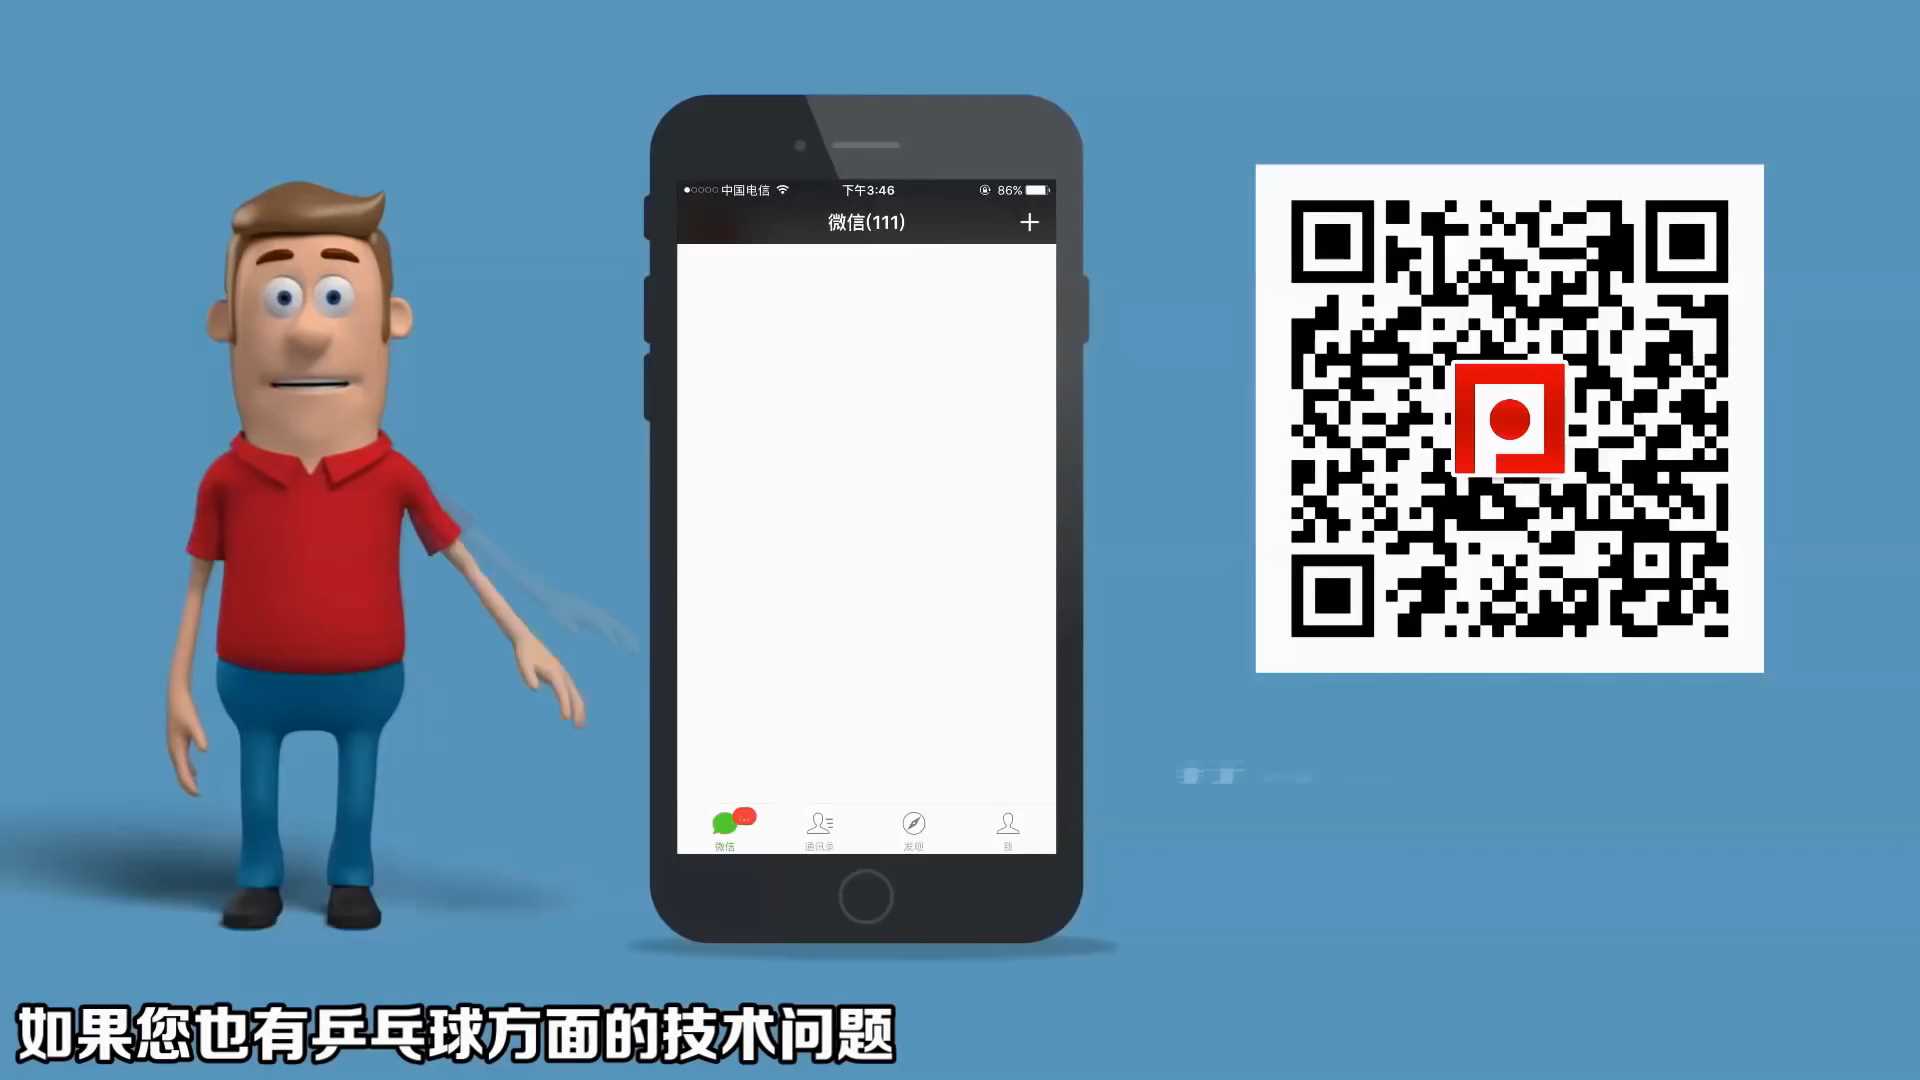 中国电信 下午3:46 86%
微信(111) +
微信 通讯录 发现 我
如果您也有乒乓球方面的技术问题